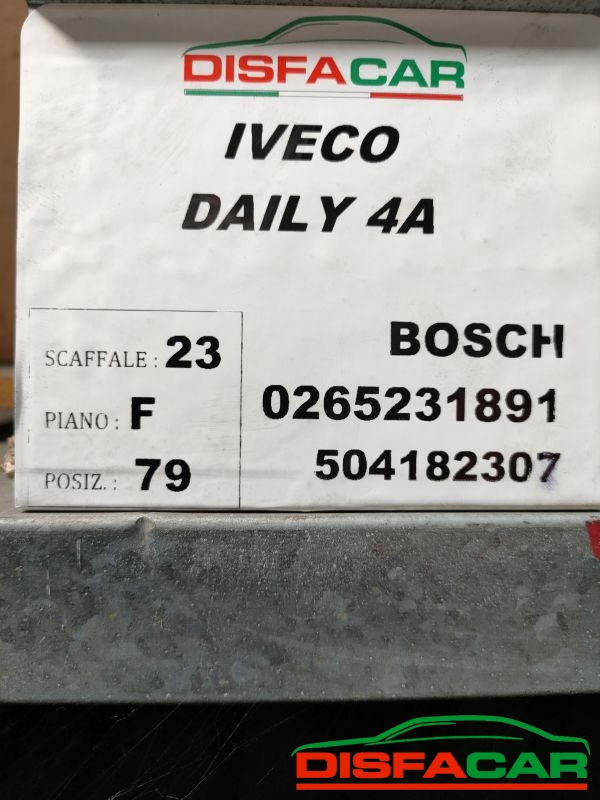 DISFACAR
IVECO
DAILY 4A
SCAFFALE : 23
PIANO : F
POSIZ. : 79
BOSCH
0265231891
504182307
DISFACAR